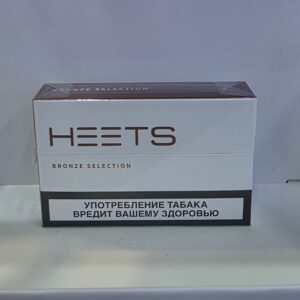 BRONZE SELECTION
HEETS
BRONZE SELECTION
УПОТРЕБЛЕНИЕ ТАБАКА
ВРЕДИТ ВАШЕМУ ЗДОРОВЬЮ